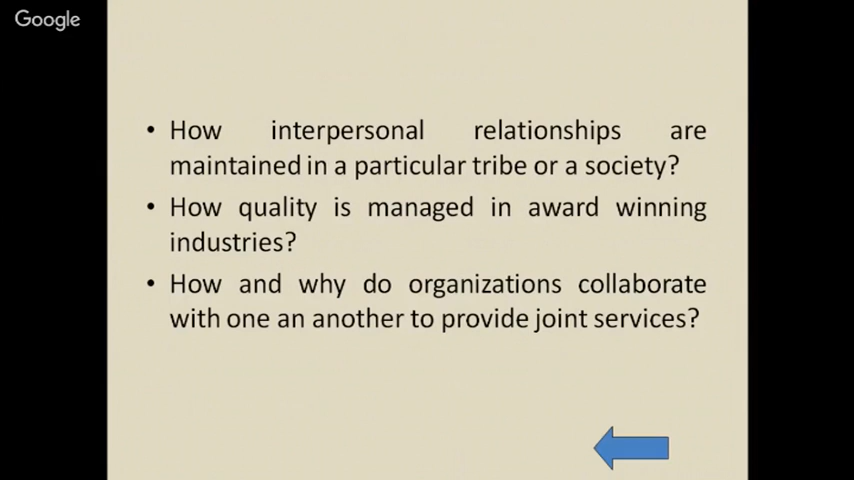 Google
• How interpersonal relationships are
maintained in a particular tribe or a society?
• How quality is managed in award winning
industries?
• How and why do organizations collaborate
with one an another to provide joint services?